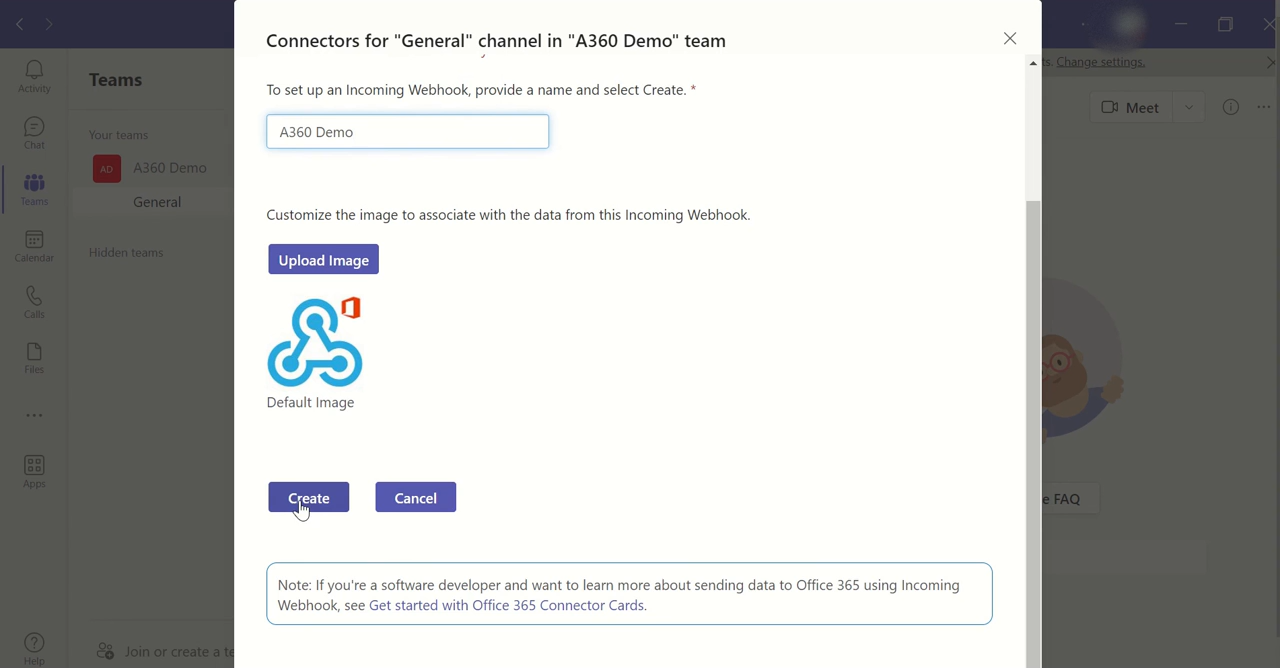 Connectors for "General" channel in "A360 Demo" team
To set up an Incoming Webhook, provide a name and select Create. *
A360 Demo
Customize the image to associate with the data from this Incoming Webhook.
Upload Image
Default Image
Create
Cancel
Note: If you're a software developer and want to learn more about sending data to Office 365 using Incoming
Webhook, see Get started with Office 365 Connector Cards.
Activity
Chat
Teams
Calendar
Calls
Files
Apps
Help
Teams
Your teams
AD A360 Demo
General
Hidden teams
Join or create a te
ts. Change settings.
Meet
FAQ